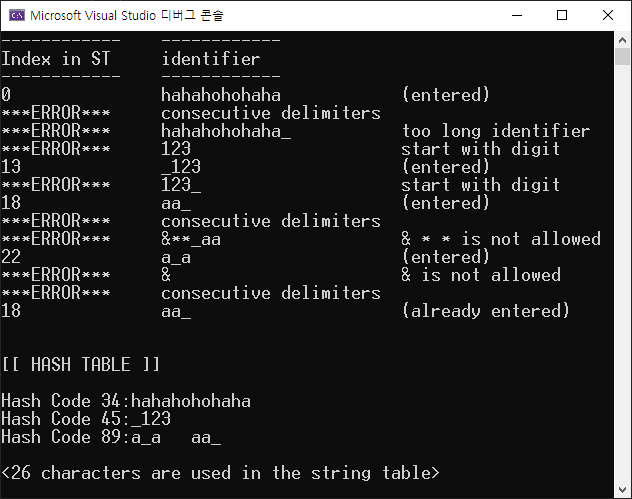 Microsoft Visual Studio 디버그 콘솔
------------ ------------
Index in ST identifier
------------ ------------
0 hahahohohaha (entered)
***ERROR*** consecutive delimiters
***ERROR*** hahahohohaha_ too long identifier
***ERROR*** 123 start with digit
13 _123 (entered)
***ERROR*** 123_ start with digit
18 aa_ (entered)
***ERROR*** consecutive delimiters
***ERROR*** &**_aa & * * is not allowed
22 a_a (entered)
***ERROR*** & & is not allowed
***ERROR*** consecutive delimiters
18 aa_ (already entered)
[[ HASH TABLE ]]
Hash Code 34:hahahohohaha
Hash Code 45:_123
Hash Code 89:a_a aa_
<26 characters are used in the string table>